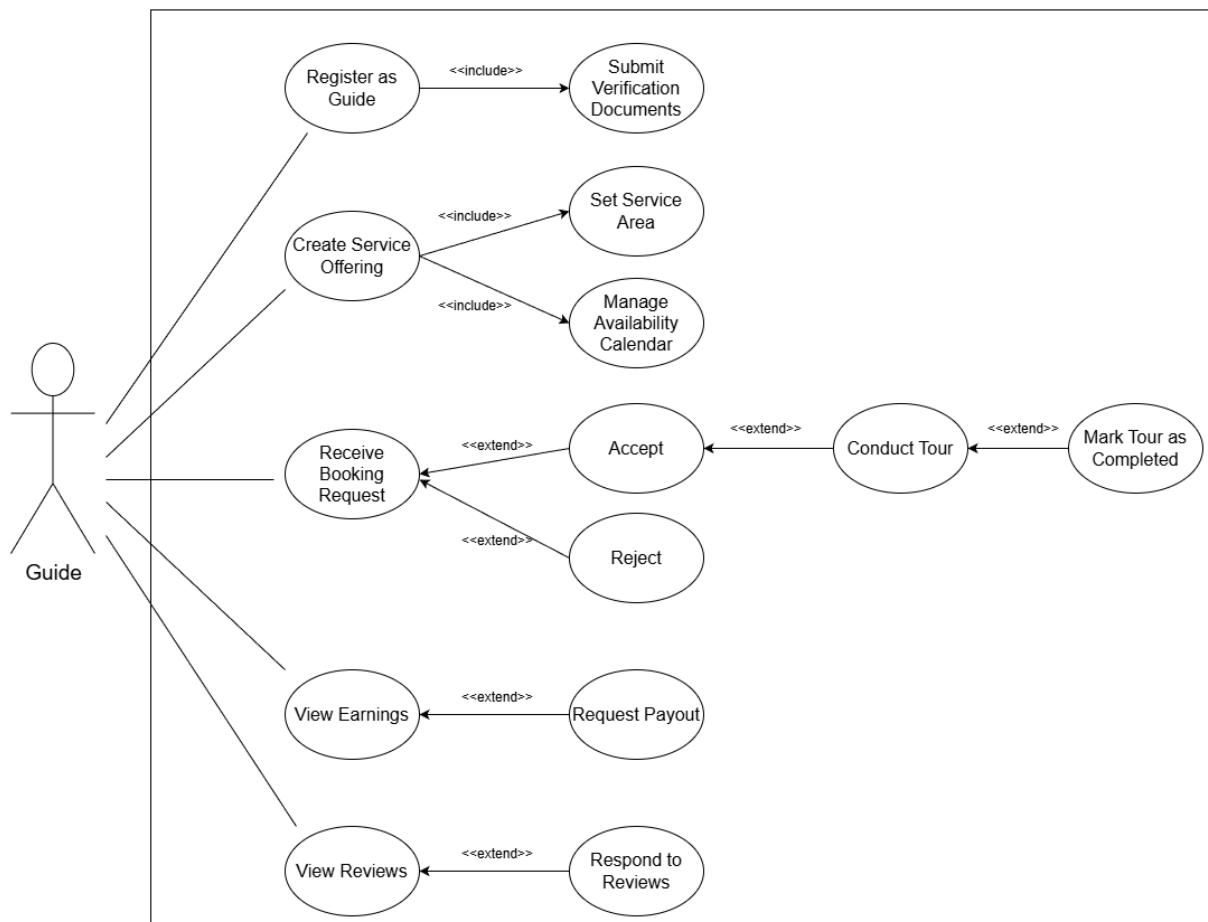 Register as
Guide
<<include>>
Submit
Verification
Documents
Create Service
Offering
<<include>>
Set Service
Area
<<include>>
Manage
Availability
Calendar
Guide
Receive
Booking
Request
<<extend>>
Accept
<<extend>>
Conduct Tour
<<extend>>
Mark Tour as
Completed
<<extend>>
Reject
View Earnings
<<extend>>
Request Payout
View Reviews
<<extend>>
Respond to
Reviews